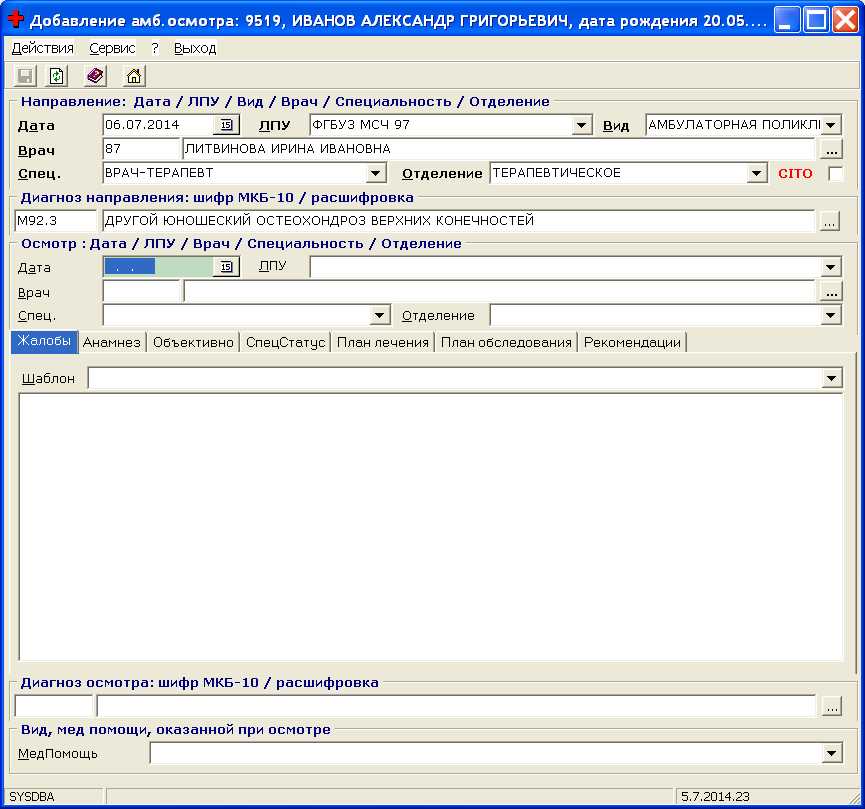 Добавление амб.осмотра: 9519, ИВАНОВ АЛЕКСАНДР ГРИГОРЬЕВИЧ, дата рождения 20.05....
Действия Сервис ? Выход
Направление: Дата / ЛПУ / Вид / Врач / Специальность / Отделение
Дата 06.07.2014 15 ЛПУ ФГБУЗ МСЧ 97 Вид АМБУЛАТОРНАЯ ПОЛИКЛ
Врач 87 ЛИТВИНОВА ИРИНА ИВАНОВНА ...
Спец. ВРАЧ-ТЕРАПЕВТ Отделение ТЕРАПЕВТИЧЕСКОЕ CITO
Диагноз направления: шифр МКБ-10 / расшифровка
M92.3 ДРУГОЙ ЮНОШЕСКИЙ ОСТЕОХОНДРОЗ ВЕРХНИХ КОНЕЧНОСТЕЙ ...
Осмотр : Дата / ЛПУ / Врач / Специальность / Отделение
Дата . . 15 ЛПУ
Врач ...
Спец. Отделение
Жалобы Анамнез Объективно СпецСтатус План лечения План обследования Рекомендации
Шаблон
Диагноз осмотра: шифр МКБ-10 / расшифровка
...
Вид, мед помощи, оказанной при осмотре
МедПомощь
SYSDBA 5.7.2014.23